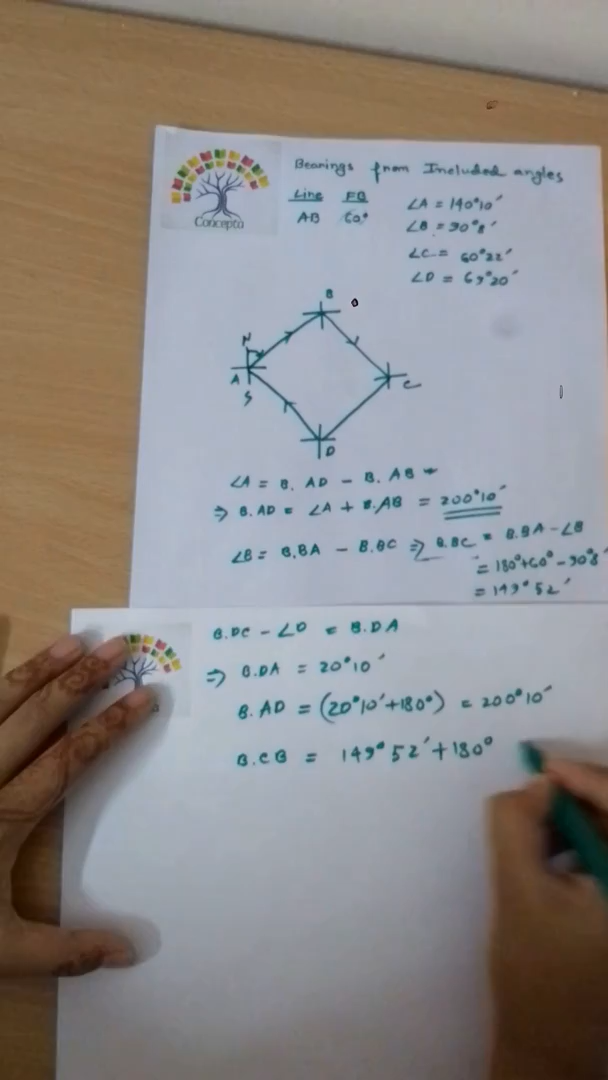 Concepta
Bearings from Included angles
Line FB
AB 60°
∠A = 140°10′
∠B = 90°8′
∠C = 60°22′
∠D = 69°20′
B
N
A
C
S
D
∠A = B. AD - B. AB
⇒ B.AD = ∠A + B.AB = 200°10′
∠B = B.BA - B.BC ⇒ B.BC = B.BA - ∠B
= 180°+60° - 90°8′
= 149°52′
B.DC - ∠D = B.DA
⇒ B.DA = 20°10′
B.AD = (20°10′+180°) = 200°10′
B.CB = 149°52′+180°